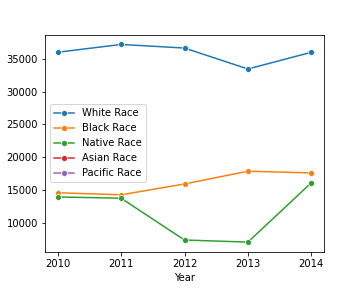 35000
30000
25000
20000
15000
10000
White Race
Black Race
Native Race
Asian Race
Pacific Race
2010 2011 2012 2013 2014
Year